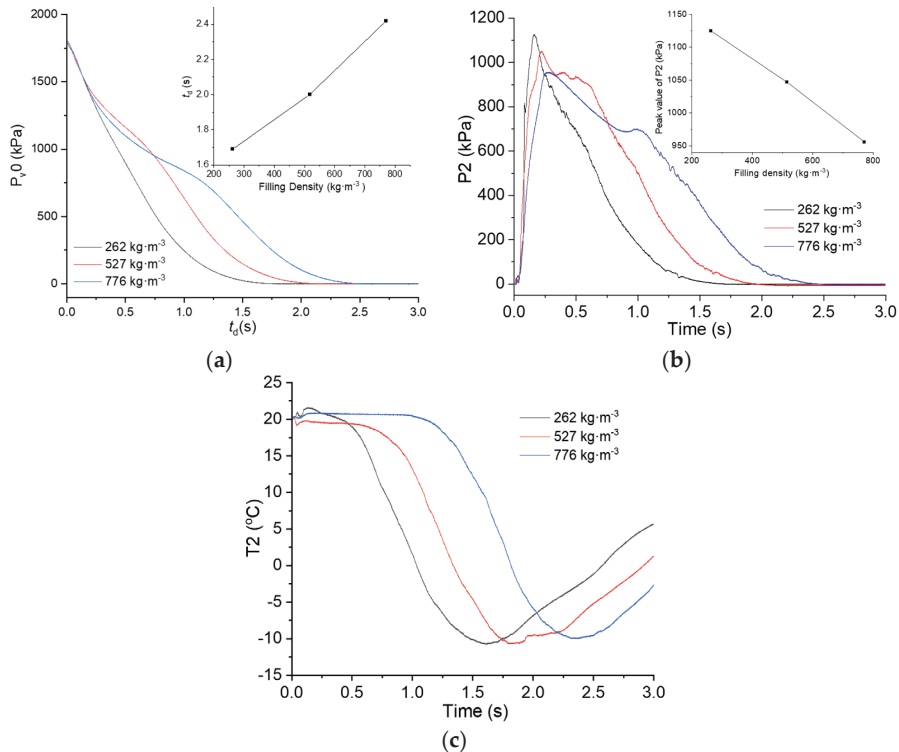 2000
1500
1000
500
0
P_v0 (kPa)
0.0 0.5 1.0 1.5 2.0 2.5 3.0
t_d(s)
262 kg·m⁻³
527 kg·m⁻³
776 kg·m⁻³
2.4
2.2
2.0
1.8
1.6
t_d (s)
200 300 400 500 600 700 800
Filling Density (kg·m⁻³)
(a)
1200
1000
800
600
400
200
0
P2 (kPa)
0.0 0.5 1.0 1.5 2.0 2.5 3.0
Time (s)
262 kg·m⁻³
527 kg·m⁻³
776 kg·m⁻³
1150
1100
1050
1000
950
Peak value of P2 (kPa)
200 400 600 800
Filling density (kg·m⁻³)
(b)
25
20
15
10
5
0
-5
-10
-15
T2 (°C)
0.0 0.5 1.0 1.5 2.0 2.5 3.0
Time (s)
262 kg·m⁻³
527 kg·m⁻³
776 kg·m⁻³
(c)